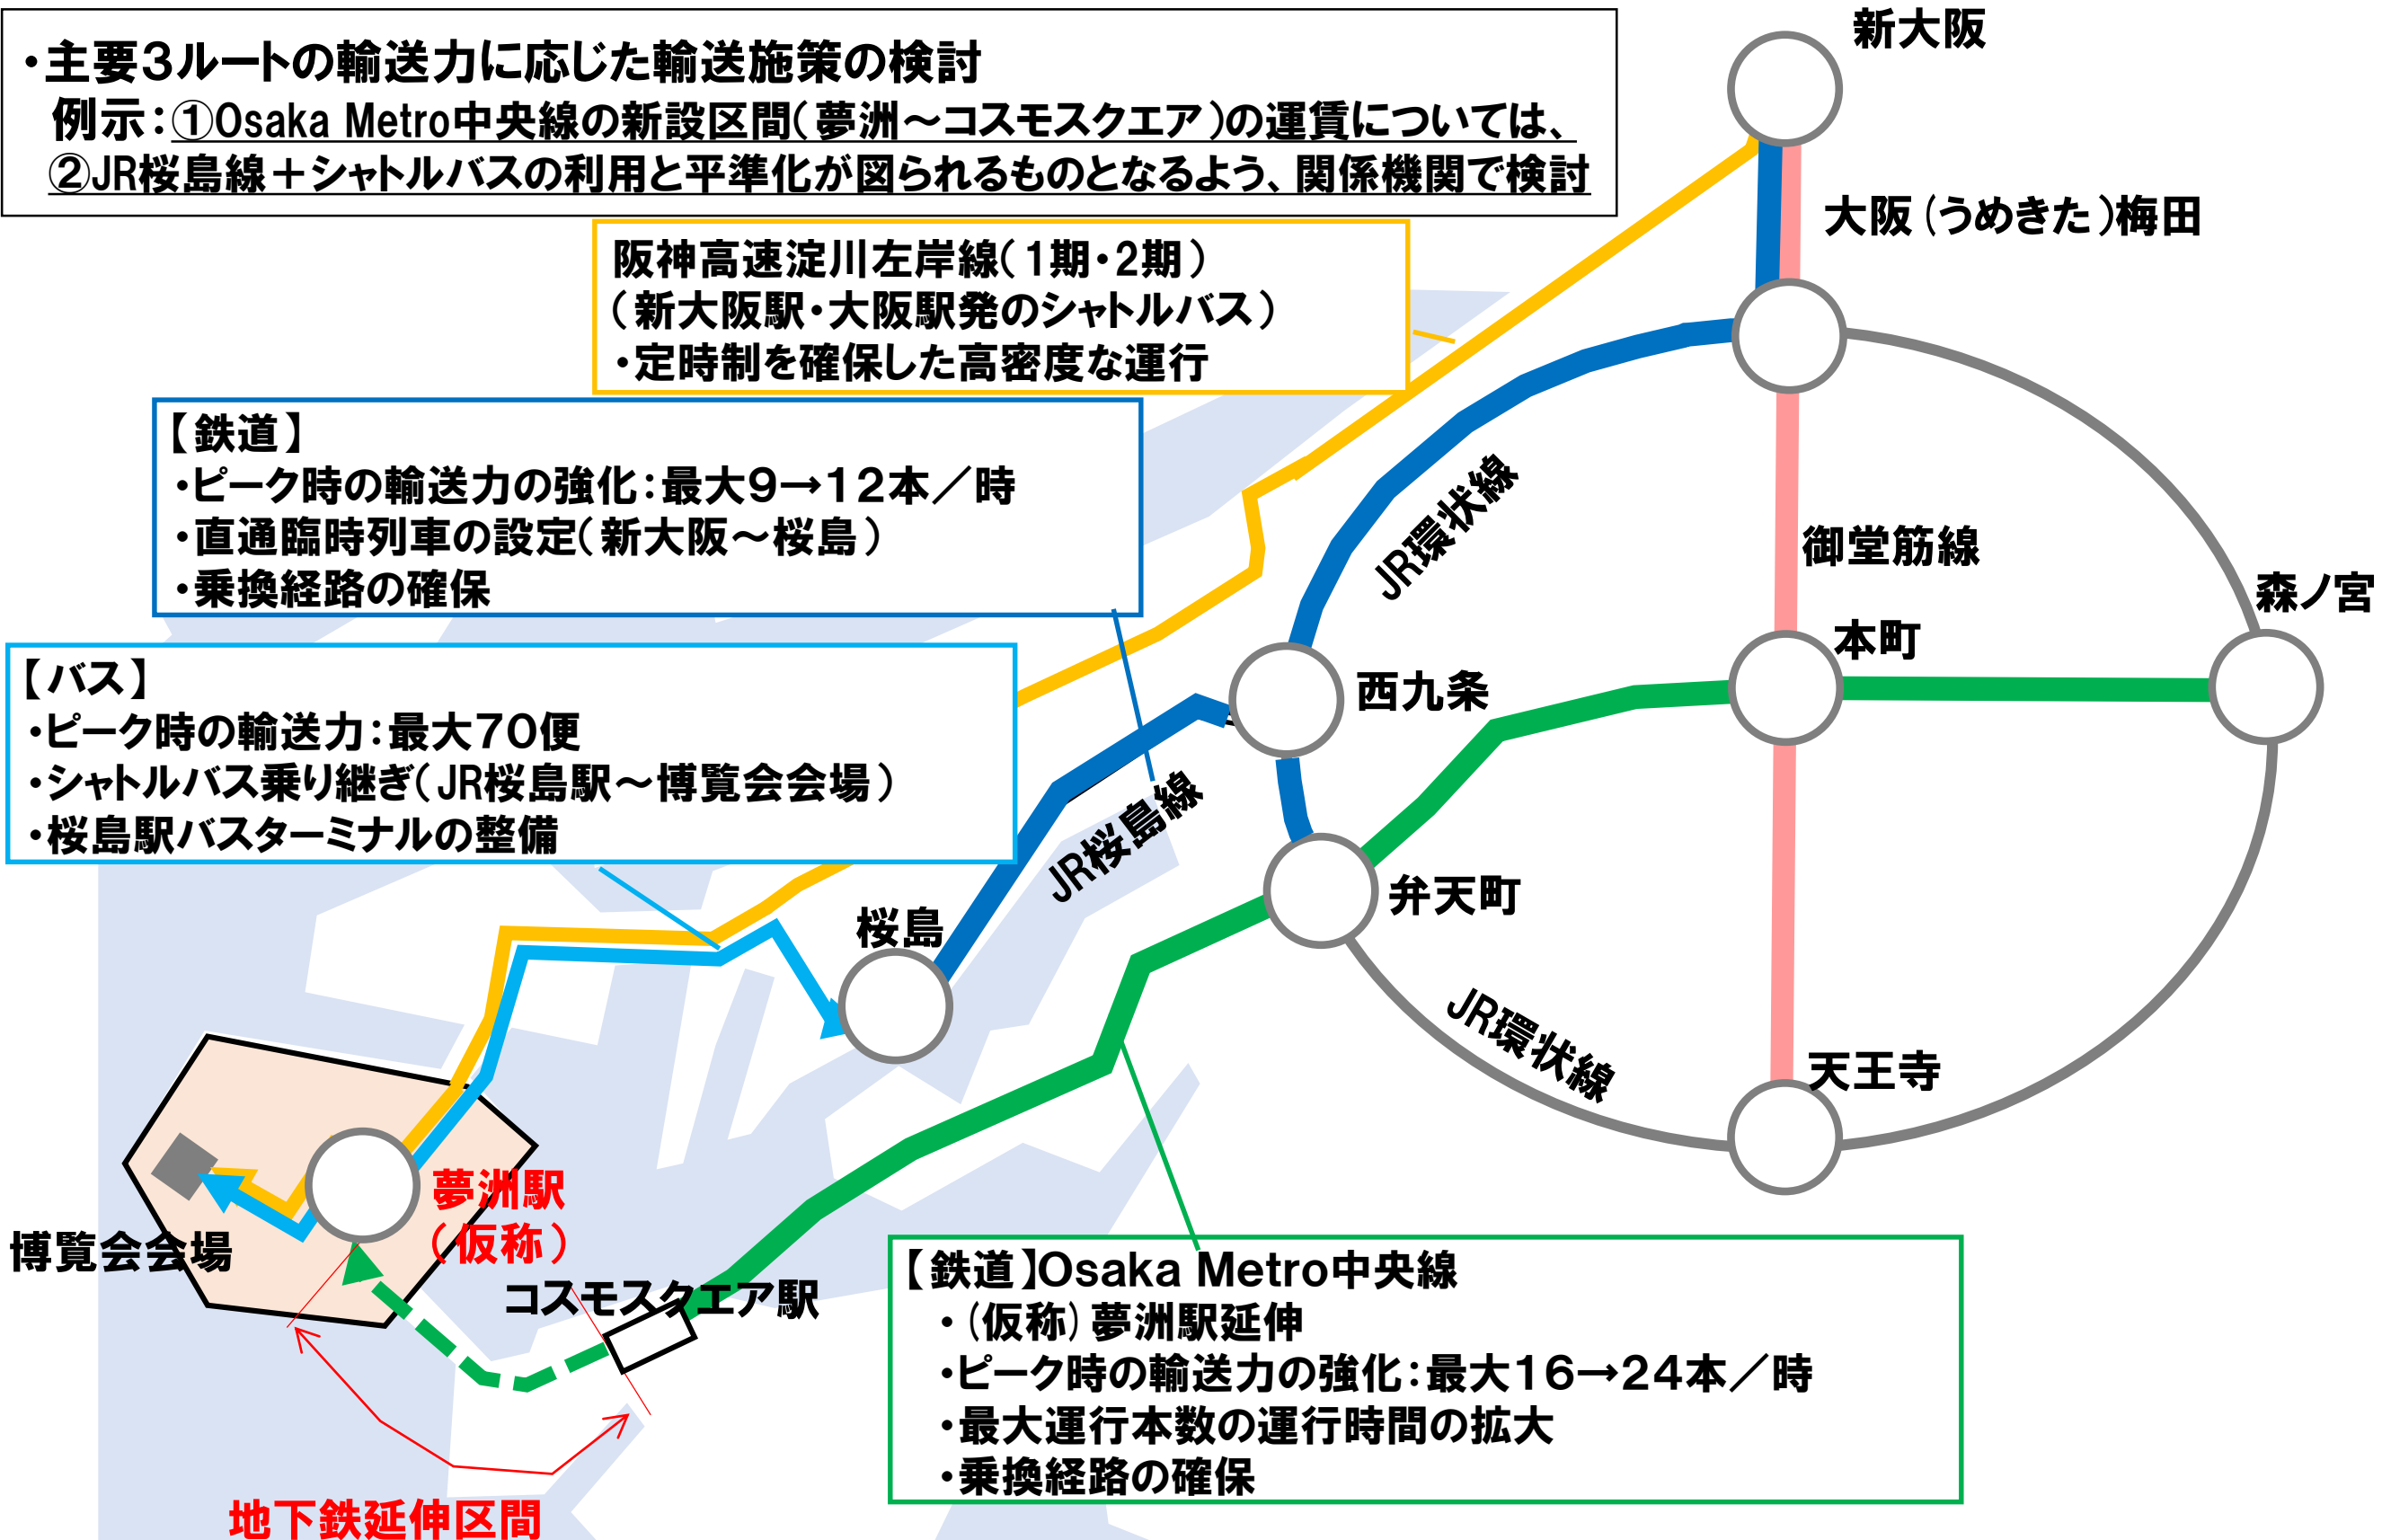 ・主要３ルートの輸送力に応じた輸送施策の検討
例示：①Osaka Metro中央線の新設区間（夢洲～コスモスクエア）の運賃については、
②JR桜島線＋シャトルバスの利用と平準化が図られるものとなるよう、関係機関で検討
新大阪
大阪（うめきた）梅田
阪神高速淀川左岸線（１期・２期）
（新大阪駅・大阪駅発のシャトルバス）
・定時制を確保した高密度な運行
【鉄道】
・ピーク時の輸送力の強化：最大９→１２本／時
・直通臨時列車の設定（新大阪～桜島）
・乗換経路の確保
JR環状線
御堂筋線
森ノ宮
本町
西九条
【バス】
・ピーク時の輸送力：最大７０便
・シャトルバス乗り継ぎ（JR桜島駅～博覧会会場）
・桜島駅バスターミナルの整備
JR桜島線
弁天町
桜島
JR環状線
天王寺
夢洲駅
（仮称）
博覧会会場
コスモスクエア駅
【鉄道】Osaka Metro中央線
・（仮称）夢洲駅延伸
・ピーク時の輸送力の強化：最大１６→２４本／時
・最大運行本数の運行時間の拡大
・乗換経路の確保
地下鉄延伸区間